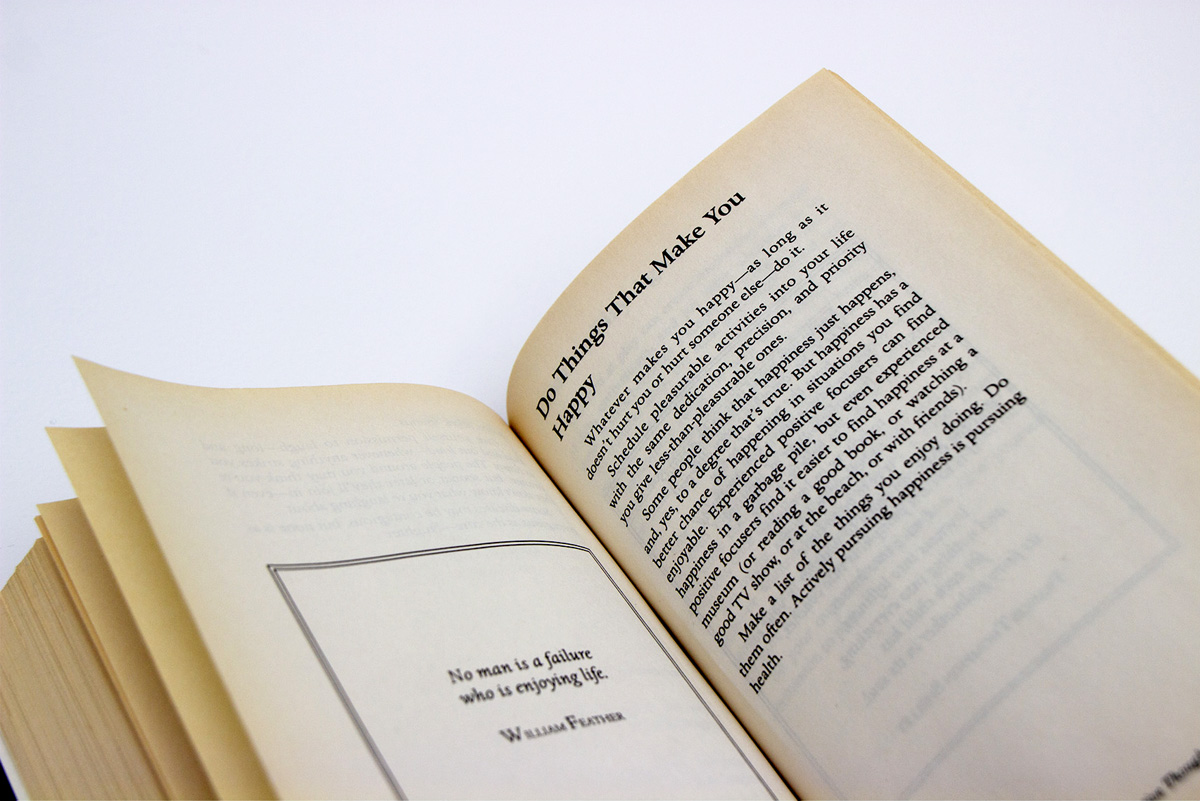 No man is a failure
who is enjoying life.
WILLIAM FEATHER
Do Things That Make You
Happy
Whatever makes you happy—as long as it
doesn't hurt you or hurt someone else—do it.
Schedule pleasurable activities into your life
with the same dedication, precision, and priority
you give less-than-pleasurable ones.
Some people think that happiness just happens,
and, yes, to a degree that's true. But happiness has a
better chance of happening in situations you find
enjoyable. Experienced positive focusers can find
happiness in a garbage pile, but even experienced
positive focusers find it easier to find happiness at a
museum (or reading a good book, or watching a
good TV show, or at the beach, or with friends).
Make a list of the things you enjoy doing. Do
them often. Actively pursuing happiness is pursuing
health.